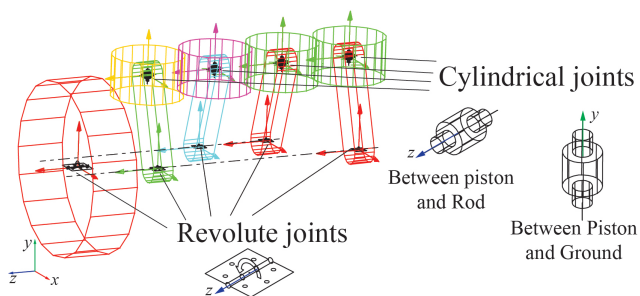 Cylindrical joints
y
z
Between piston
and Rod
Between Piston
and Ground
Revolute joints
y
z
x
z